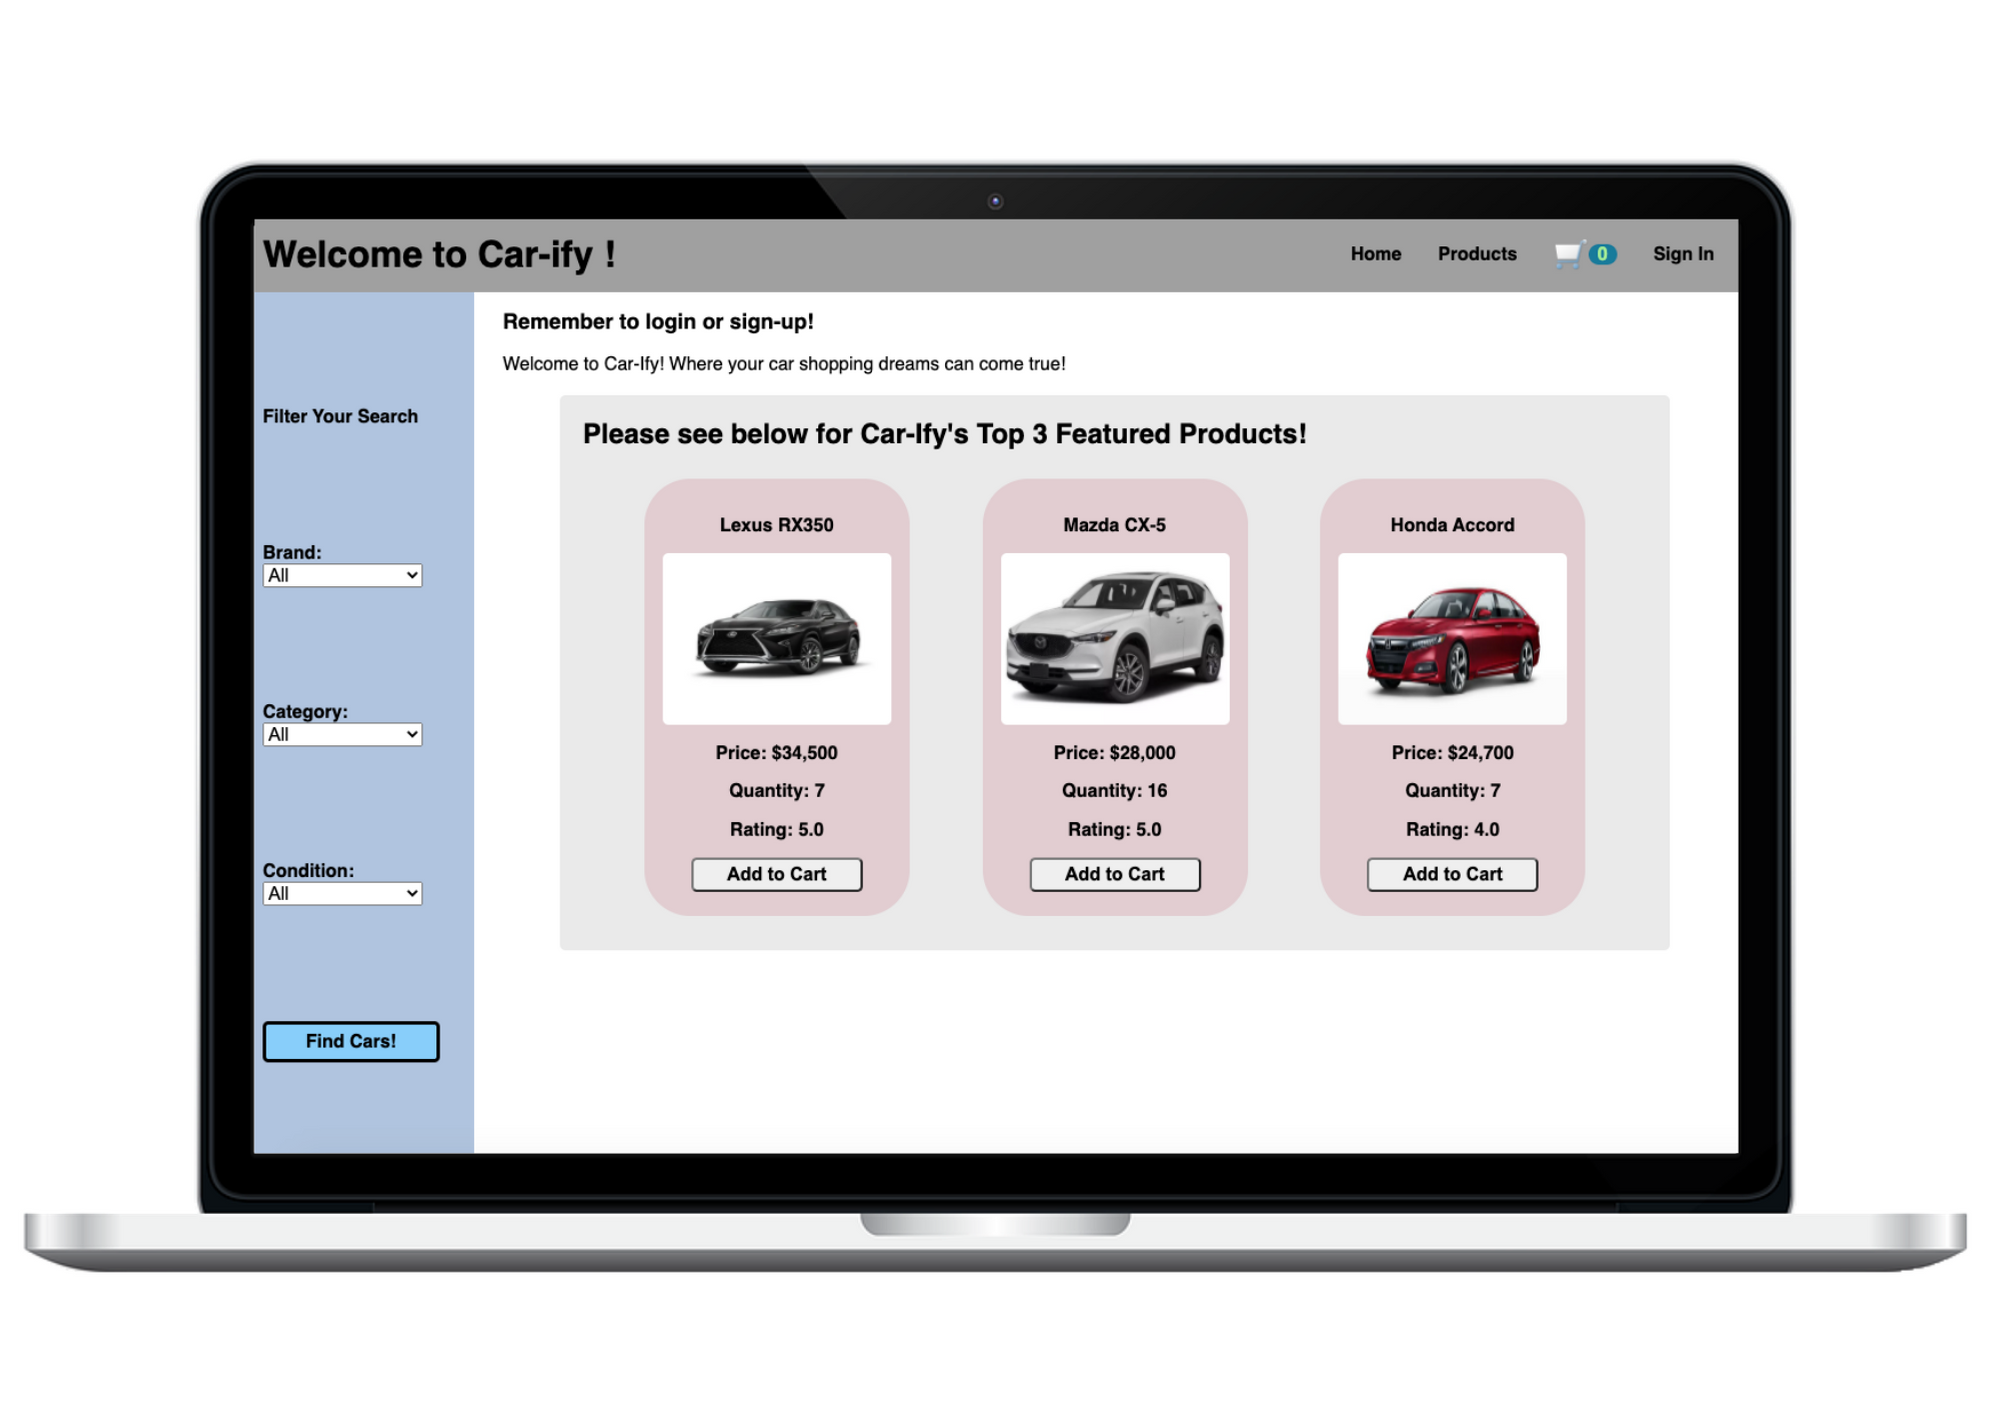 Welcome to Car-ify !
Home Products 0 Sign In
Filter Your Search
Brand:
All
Category:
All
Condition:
All
Find Cars!
Remember to login or sign-up!
Welcome to Car-Ify! Where your car shopping dreams can come true!
Please see below for Car-Ify's Top 3 Featured Products!
Lexus RX350
Price: $34,500
Quantity: 7
Rating: 5.0
Add to Cart
Mazda CX-5
Price: $28,000
Quantity: 16
Rating: 5.0
Add to Cart
Honda Accord
Price: $24,700
Quantity: 7
Rating: 4.0
Add to Cart